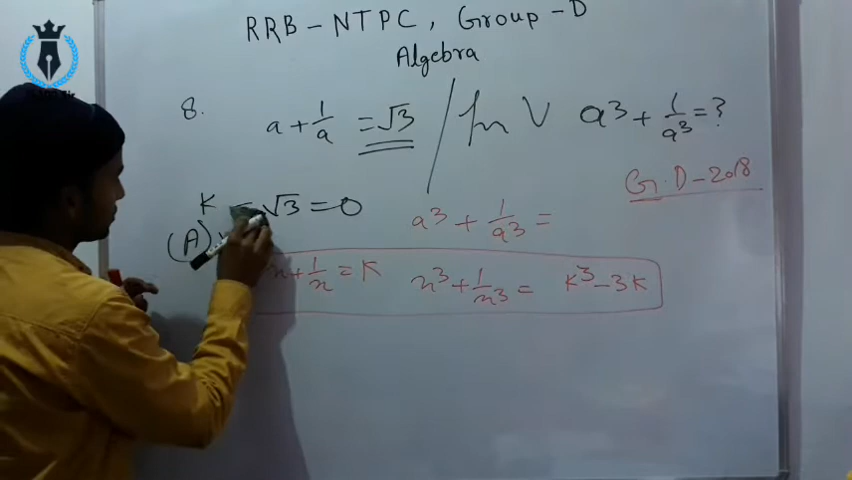 RRB - NTPC, Group - D
Algebra
8. a + 1/a = √3 / fm V a³ + 1/a³ = ?
G.D - 2018
K = √3 = 0 a³ + 1/a³ =
(A)
x + 1/x = K x³ + 1/x³ = K³ - 3K